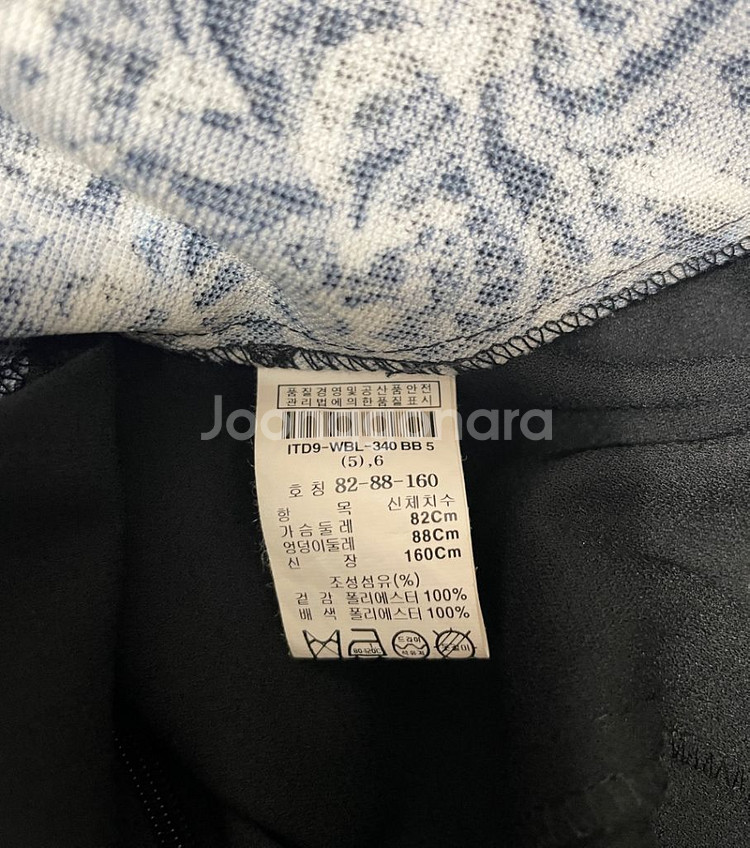 품질경영및공산품안전
관리법에의한품질표시
ITD9-WBL-340 BB 5
(5),6
호칭 82-88-160
항 목 신체치수
가슴둘레 82Cm
엉덩이둘레 88Cm
신 장 160Cm
조성섬유(%)
겉 감 폴리에스터 100%
배 색 폴리에스터 100%
드라이